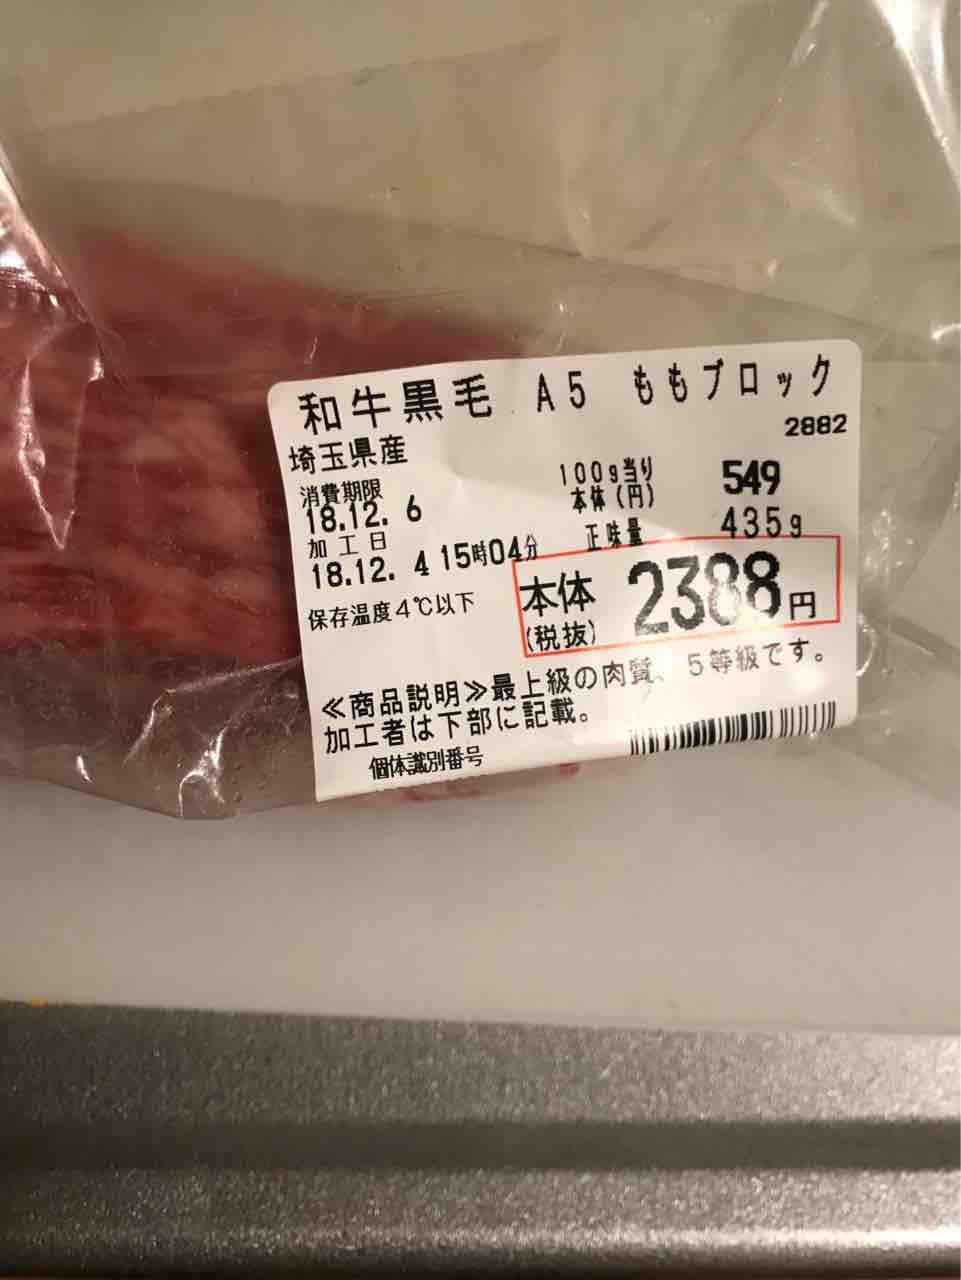 和牛黒毛 A5 ももブロック
2882
埼玉県産
消費期限
18.12. 6
加工日
18.12. 4 15時04分
保存温度4℃以下
100g当り 549
本体(円)
正味量 435g
本体 2388円
(税抜)
≪商品説明≫最上級の肉質、5等級です。
加工者は下部に記載。
個体識別番号